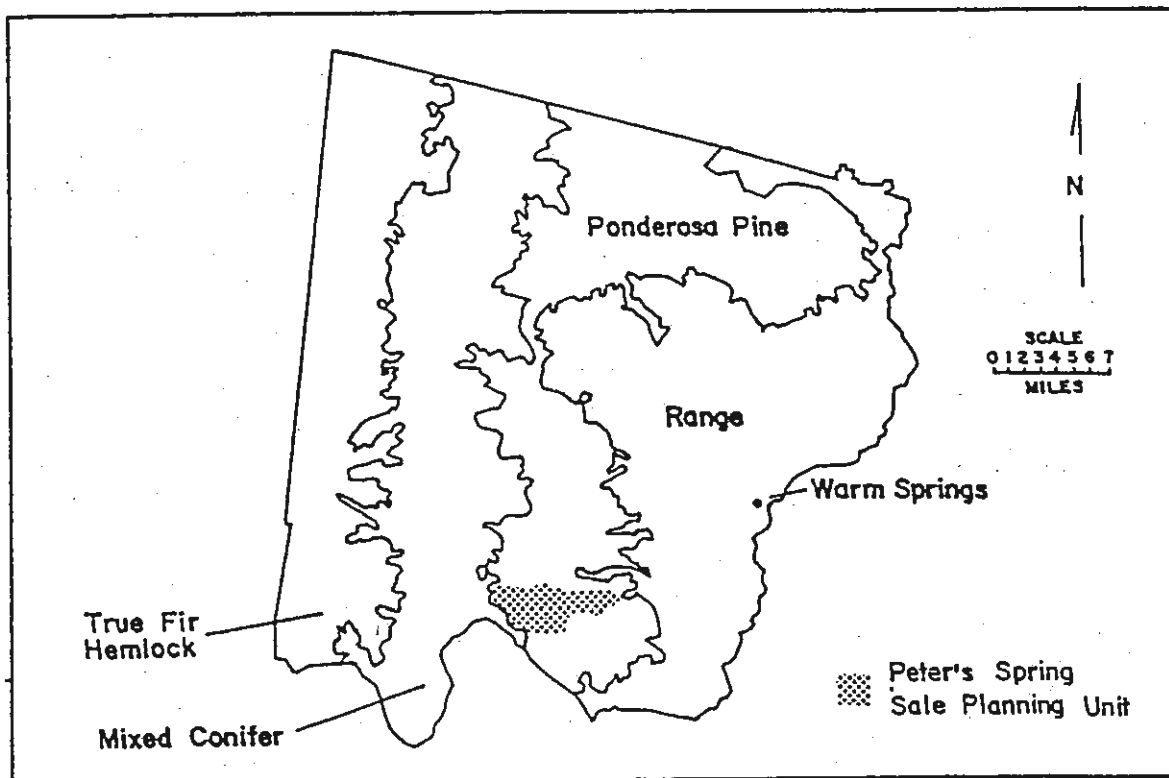 Ponderosa Pine
N
SCALE
0 1 2 3 4 5 6 7
MILES
Range
Warm Springs
True Fir
Hemlock
Peter's Spring
Sale Planning Unit
Mixed Conifer